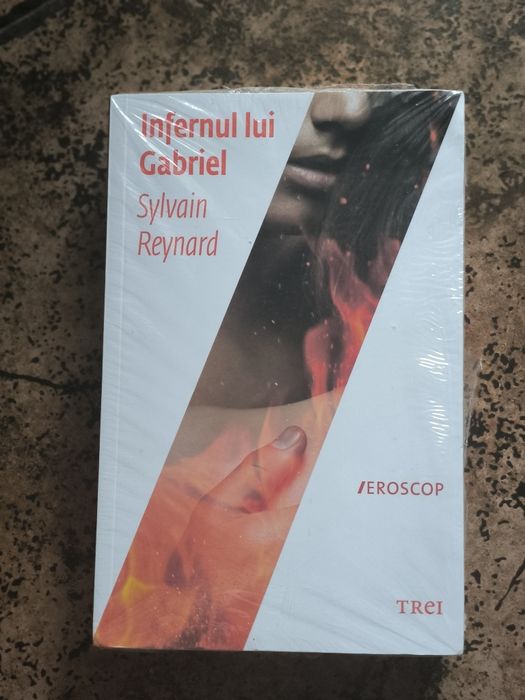 Infernul lui
Gabriel
Sylvain
Reynard
EROSCOP
TREI